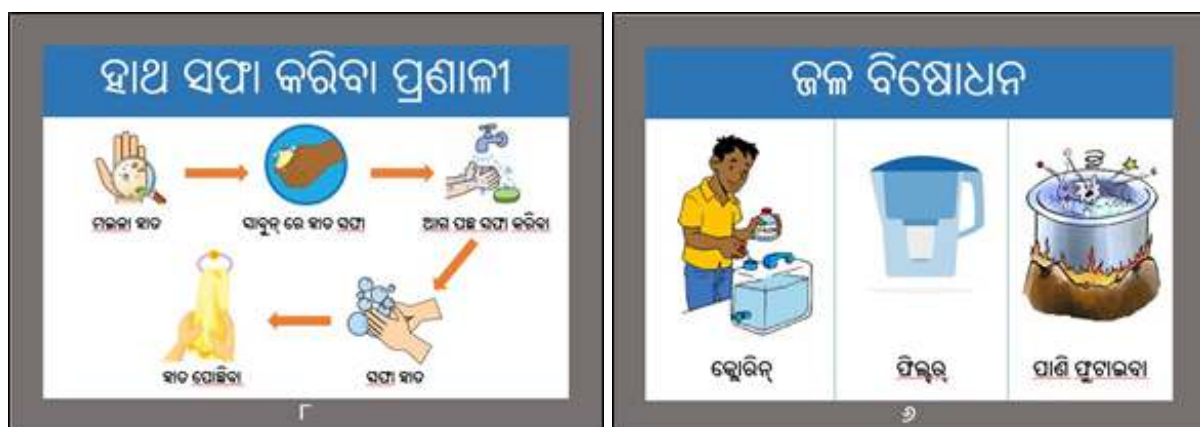 ହାଥ ସଫା କରିବା ପ୍ରଣାଳୀ
ମଇଳା ହାତ
ସାବୁନ୍ ରେ ହାତ ସଫା
ଆଗ ପଛ ସଫା କରିବା
ହାତ ପୋଛିବା
ସଫା ହାତ
୮
ଜଳ ବିଷୋଧନ
କ୍ଲୋରିନ୍
ଫିଲ୍ଟର୍
ପାଣି ଫୁଟାଇବା
୬